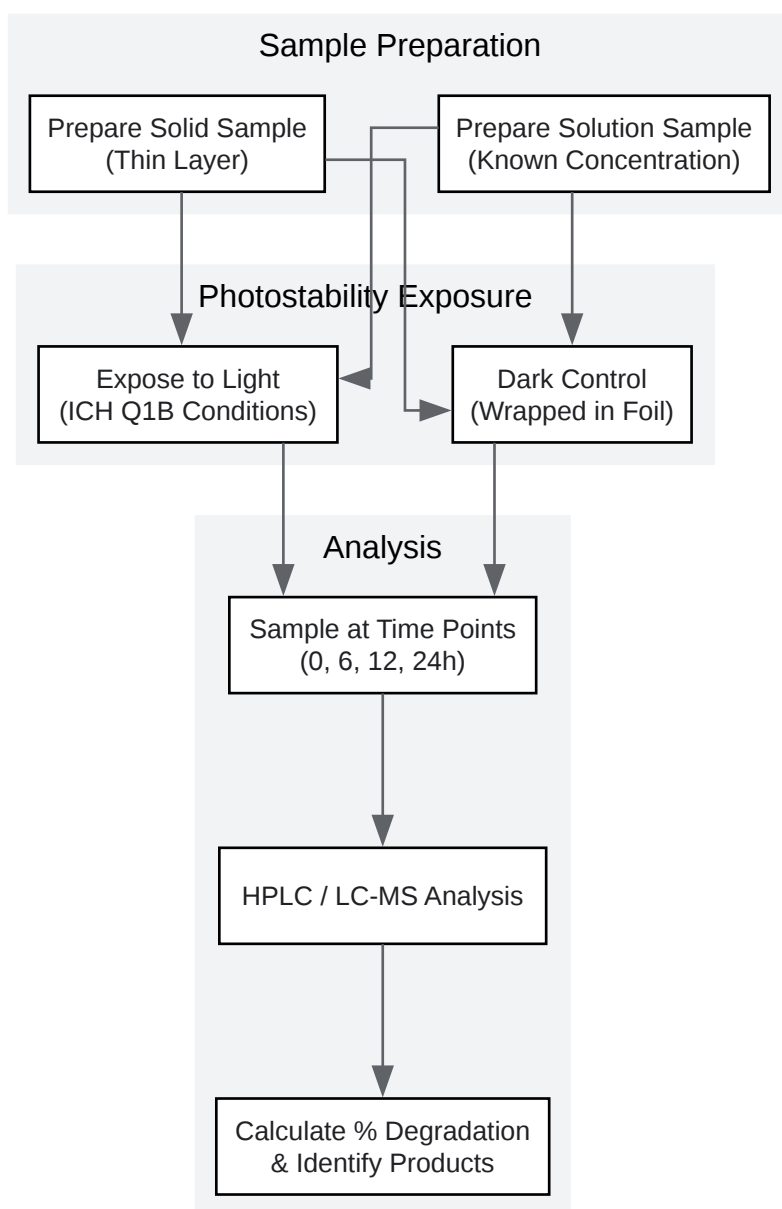 Sample Preparation
Prepare Solid Sample
(Thin Layer)
Prepare Solution Sample
(Known Concentration)
Photostability Exposure
Expose to Light
(ICH Q1B Conditions)
Dark Control
(Wrapped in Foil)
Analysis
Sample at Time Points
(0, 6, 12, 24h)
HPLC / LC-MS Analysis
Calculate % Degradation
& Identify Products